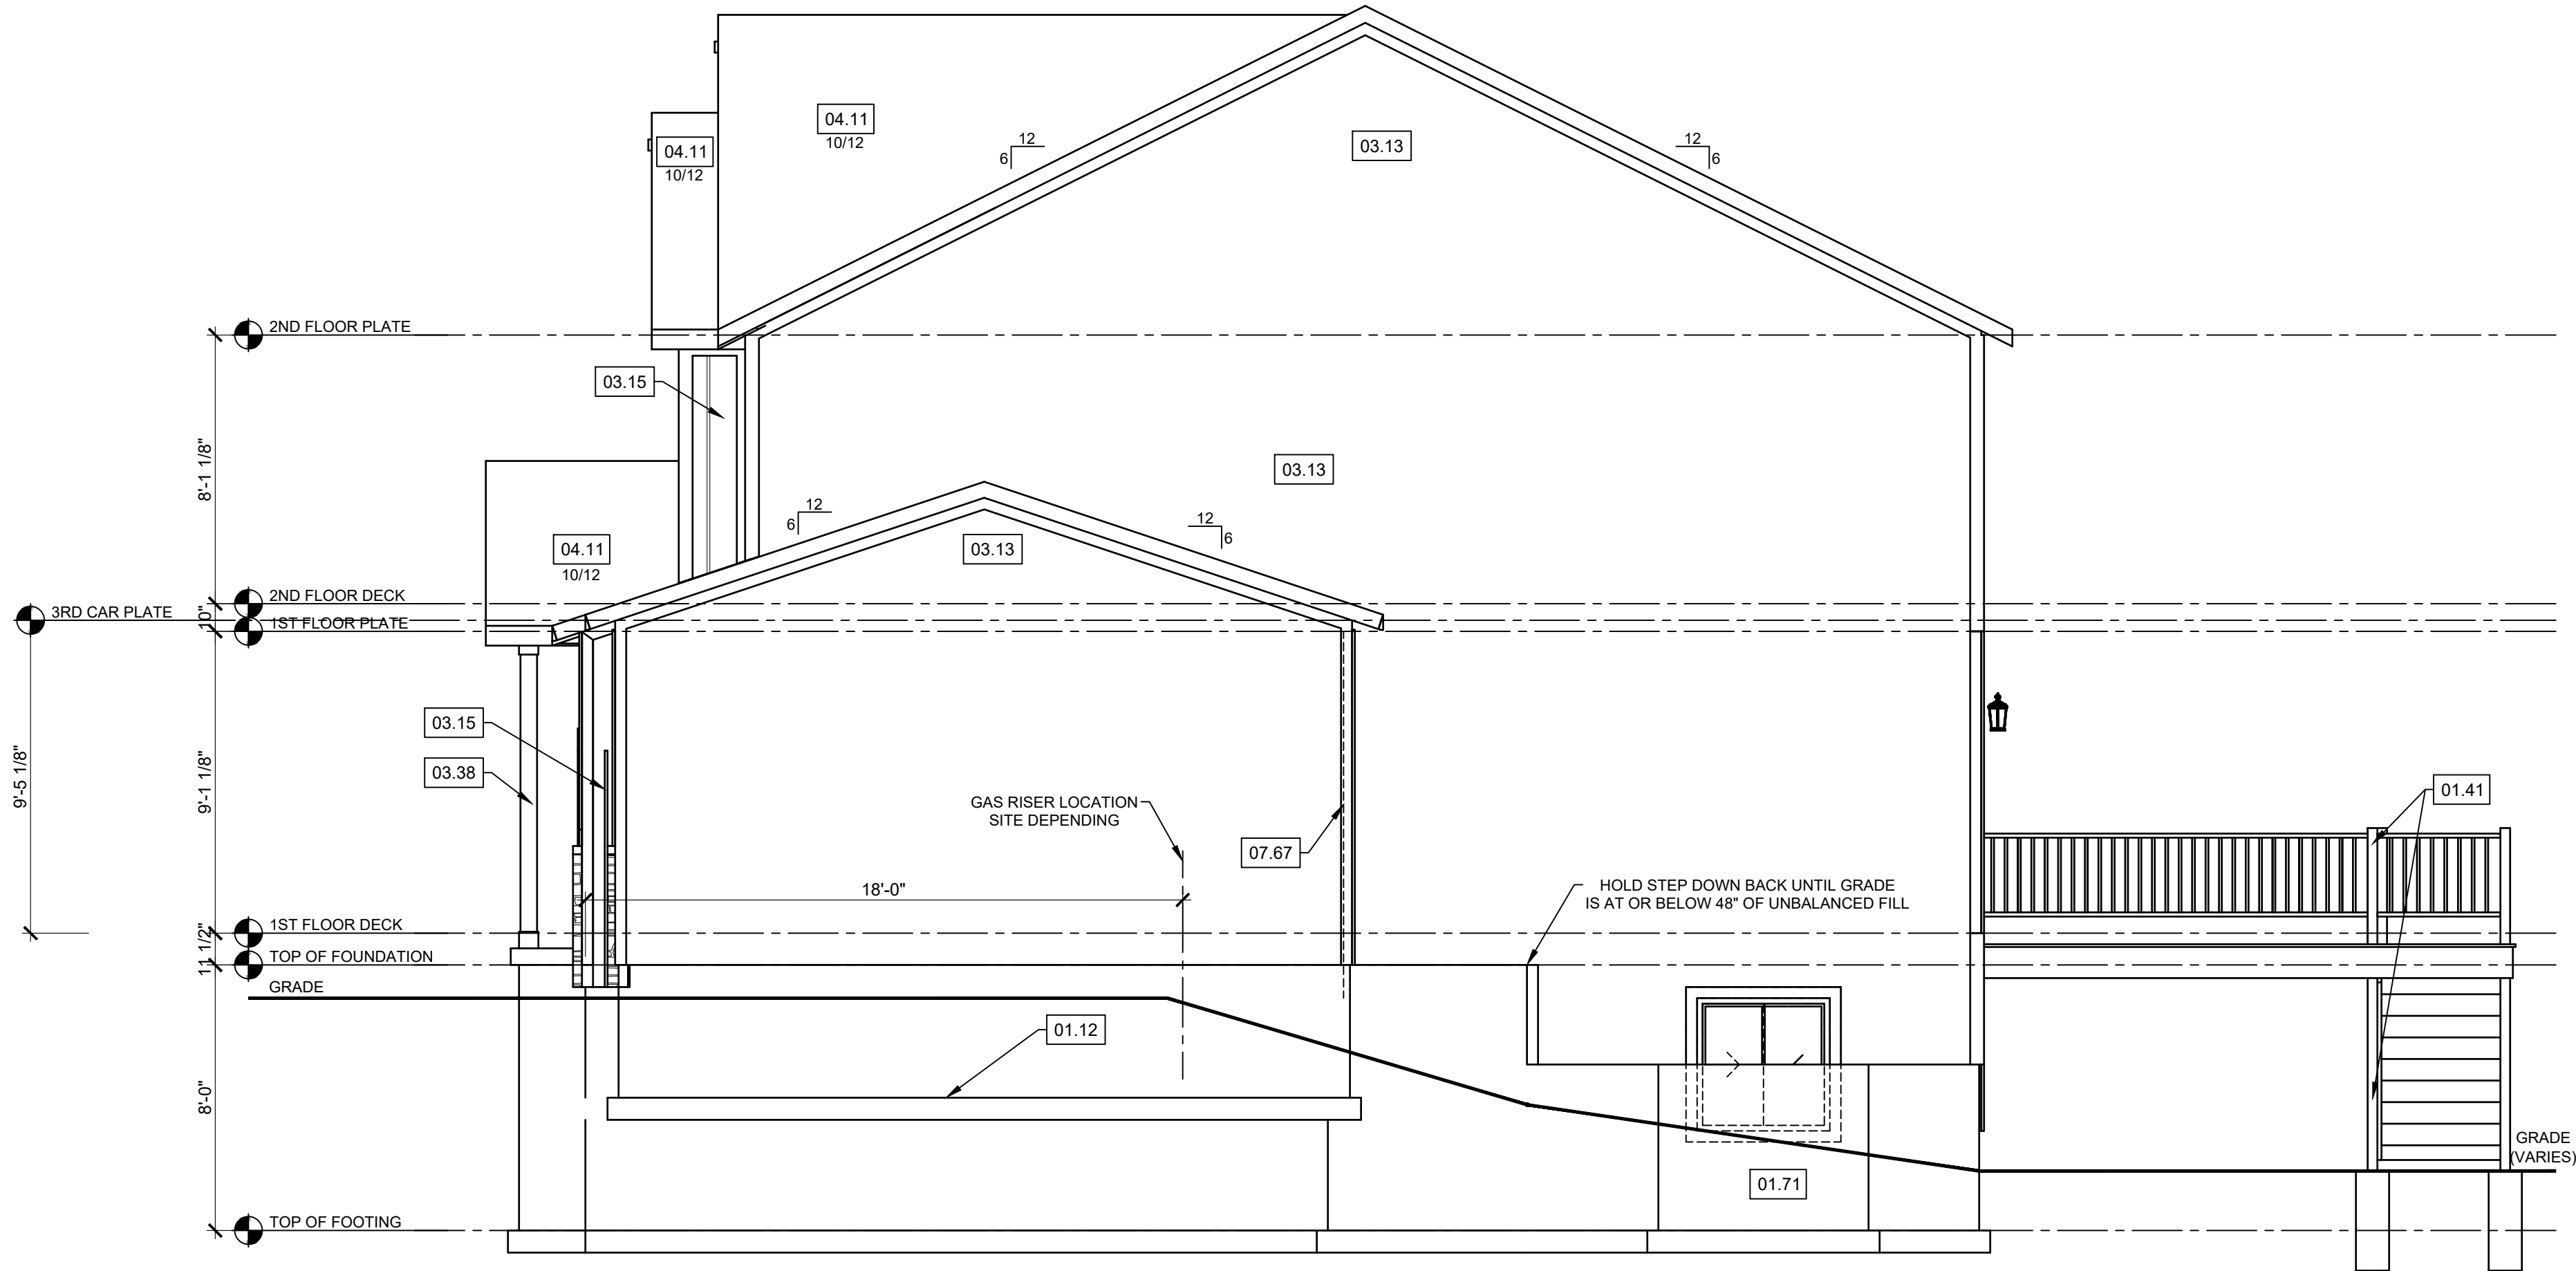 04.11
10/12
04.11
10/12
12
6
03.13
12
6
2ND FLOOR PLATE
03.15
8'-1 1/8"
03.13
12
6
12
6
04.11
10/12
03.13
2ND FLOOR DECK
3RD CAR PLATE
10"
1ST FLOOR PLATE
03.15
03.38
9'-5 1/8"
9'-1 1/8"
GAS RISER LOCATION
SITE DEPENDING
07.67
01.41
18'-0"
HOLD STEP DOWN BACK UNTIL GRADE
IS AT OR BELOW 48" OF UNBALANCED FILL
1ST FLOOR DECK
11 1/2"
TOP OF FOUNDATION
GRADE
01.12
8'-0"
GRADE
(VARIES)
01.71
TOP OF FOOTING